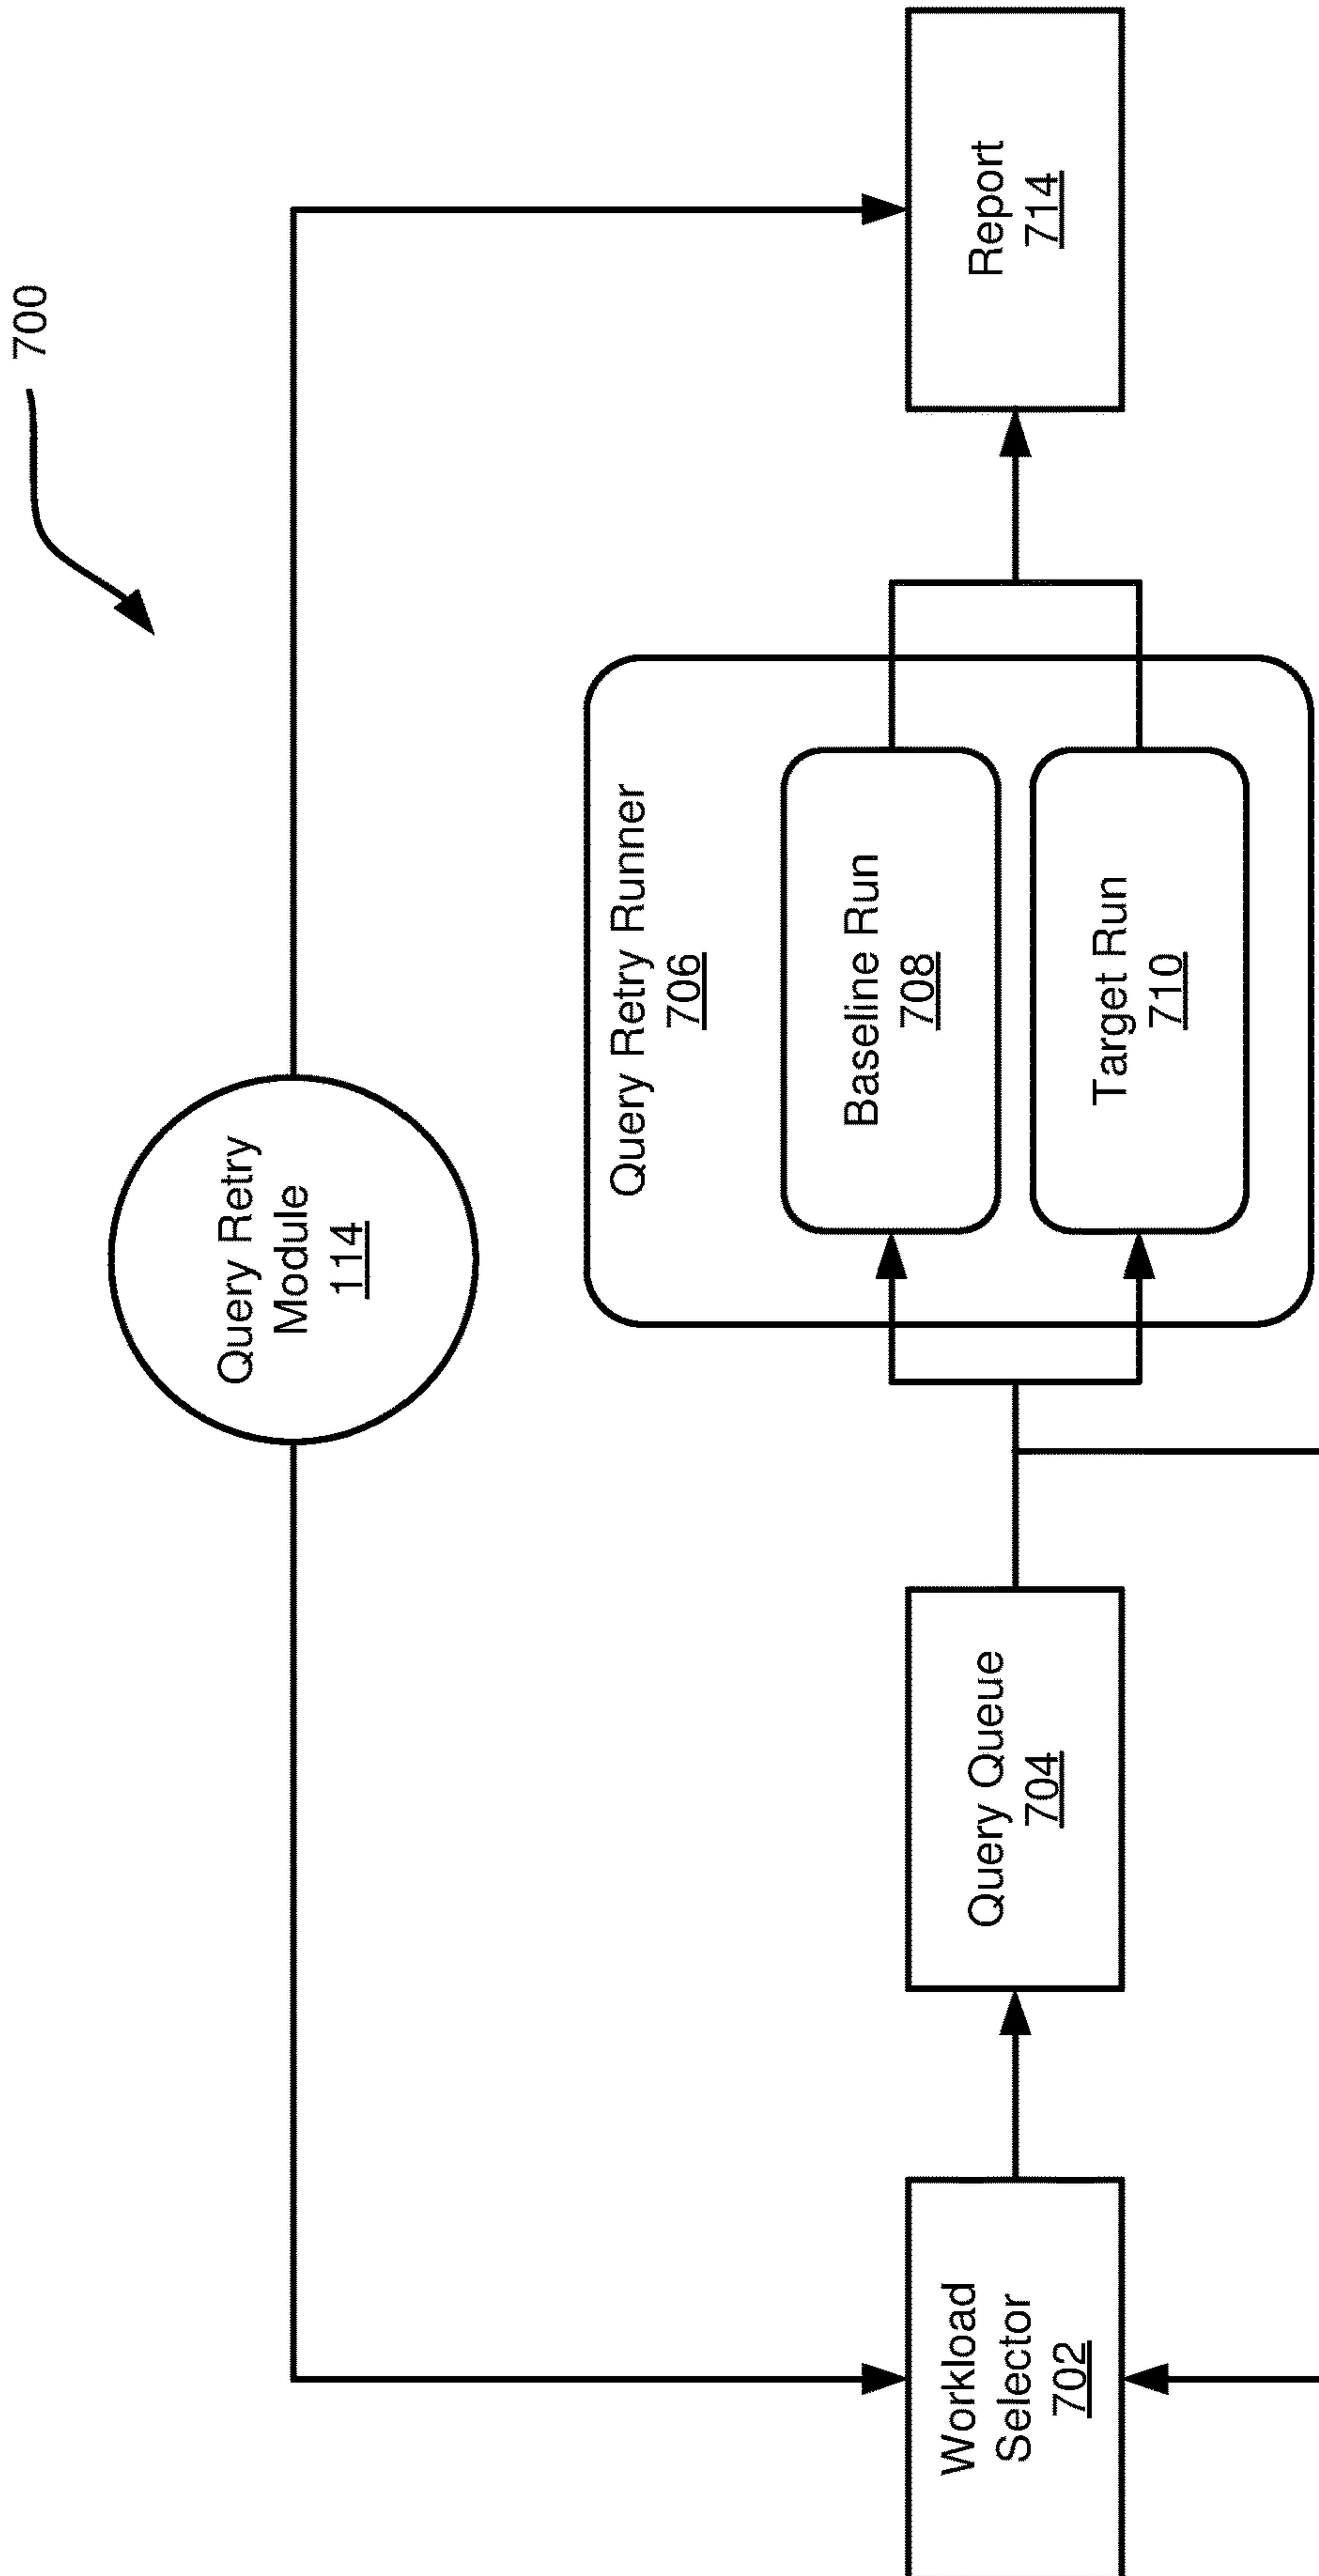 700
Query Retry
Module
114
Query Retry Runner
706
Workload
Selector
702
Query Queue
704
Baseline Run
708
Target Run
710
Report
714